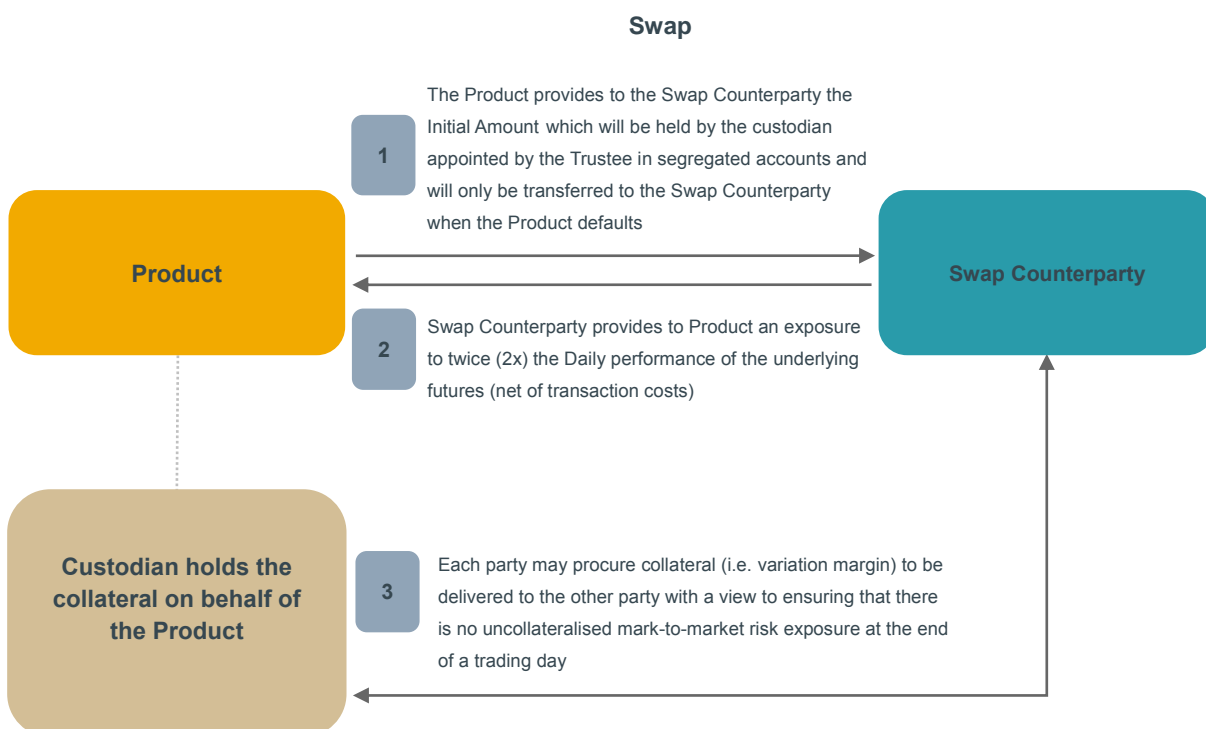 Swap
The Product provides to the Swap Counterparty the
Initial Amount which will be held by the custodian
1
appointed by the Trustee in segregated accounts and
will only be transferred to the Swap Counterparty
when the Product defaults
Product
Swap Counterparty
2
Swap Counterparty provides to Product an exposure
to twice (2x) the Daily performance of the underlying
futures (net of transaction costs)
Custodian holds the
collateral on behalf of
the Product
3
Each party may procure collateral (i.e. variation margin) to be
delivered to the other party with a view to ensuring that there
is no uncollateralised mark-to-market risk exposure at the end
of a trading day